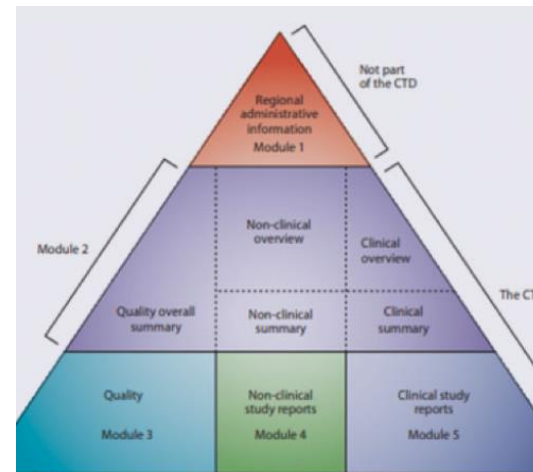 Not part
of the CTD
Regional
administrative
information
Module 1
Module 2
Non-clinical
overview
Clinical
overview
The CT
Quality overall
summary
Non-clinical
summary
Clinical
summary
Quality
Module 3
Non-clinical
study reports
Module 4
Clinical study
reports
Module 5